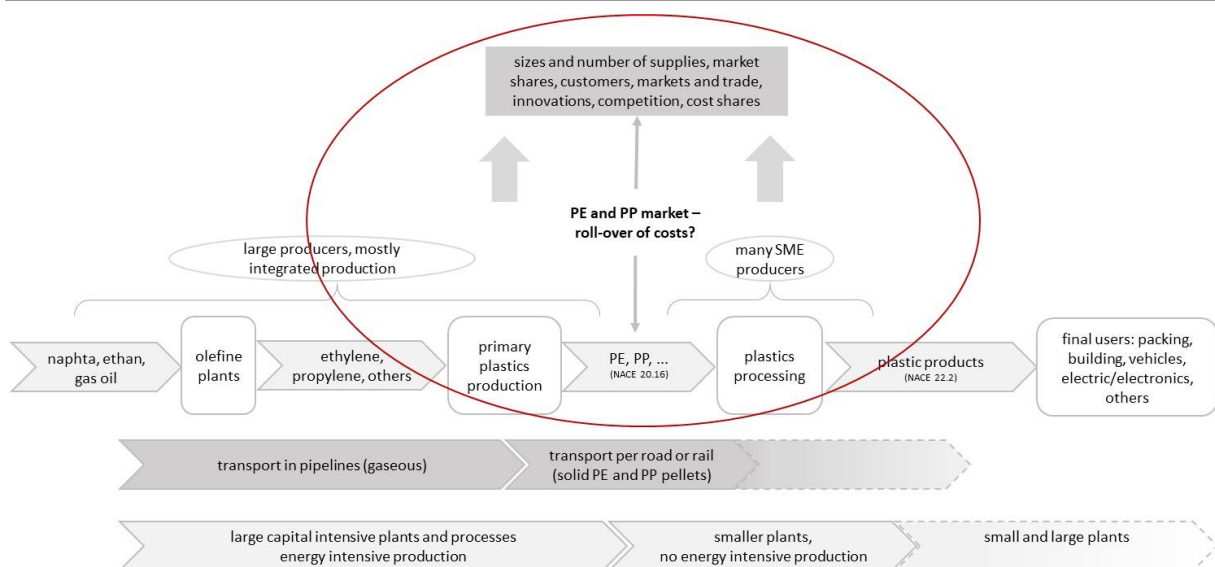 sizes and number of supplies, market
shares, customers, markets and trade,
innovations, competition, cost shares
PE and PP market –
roll-over of costs?
large producers, mostly
integrated production
many SME
producers
naphta, ethan,
gas oil
olefine
plants
ethylene,
propylene, others
primary
plastics
production
PE, PP, ...
(NACE 20.16)
plastics
processing
plastic products
(NACE 22.2)
final users: packing,
building, vehicles,
electric/electronics,
others
transport in pipelines (gaseous)
transport per road or rail
(solid PE and PP pellets)
large capital intensive plants and processes
energy intensive production
smaller plants,
no energy intensive production
small and large plants